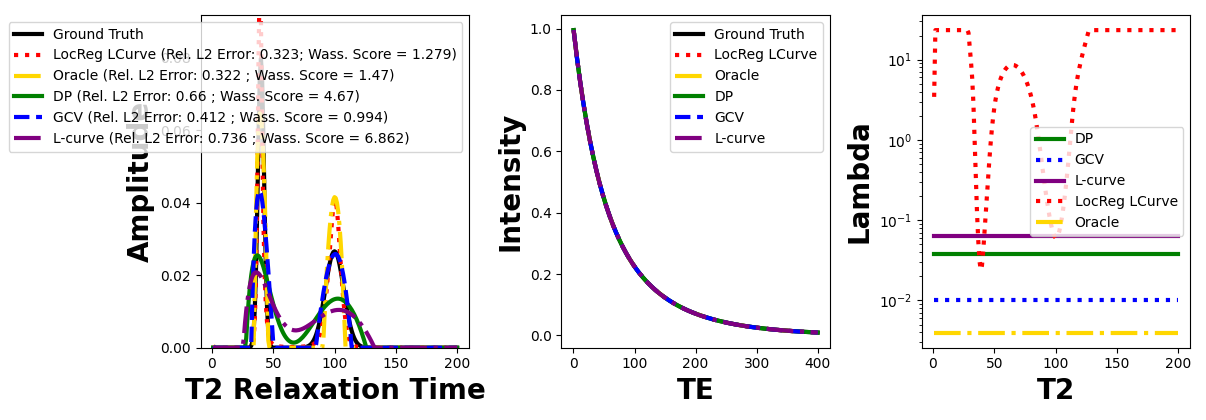 Ground Truth
LocReg LCurve (Rel. L2 Error: 0.323; Wass. Score = 1.279)
Oracle (Rel. L2 Error: 0.322 ; Wass. Score = 1.47)
DP (Rel. L2 Error: 0.66 ; Wass. Score = 4.67)
GCV (Rel. L2 Error: 0.412 ; Wass. Score = 0.994)
L-curve (Rel. L2 Error: 0.736 ; Wass. Score = 6.862)
Amplitude
0.08
0.06
0.04
0.02
0.00
0 50 100 150 200
T2 Relaxation Time
Ground Truth
LocReg LCurve
Oracle
DP
GCV
L-curve
Intensity
1.0
0.8
0.6
0.4
0.2
0.0
0 100 200 300 400
TE
DP
GCV
L-curve
LocReg LCurve
Oracle
Lambda
10¹
10⁰
10⁻¹
10⁻²
0 50 100 150 200
T2